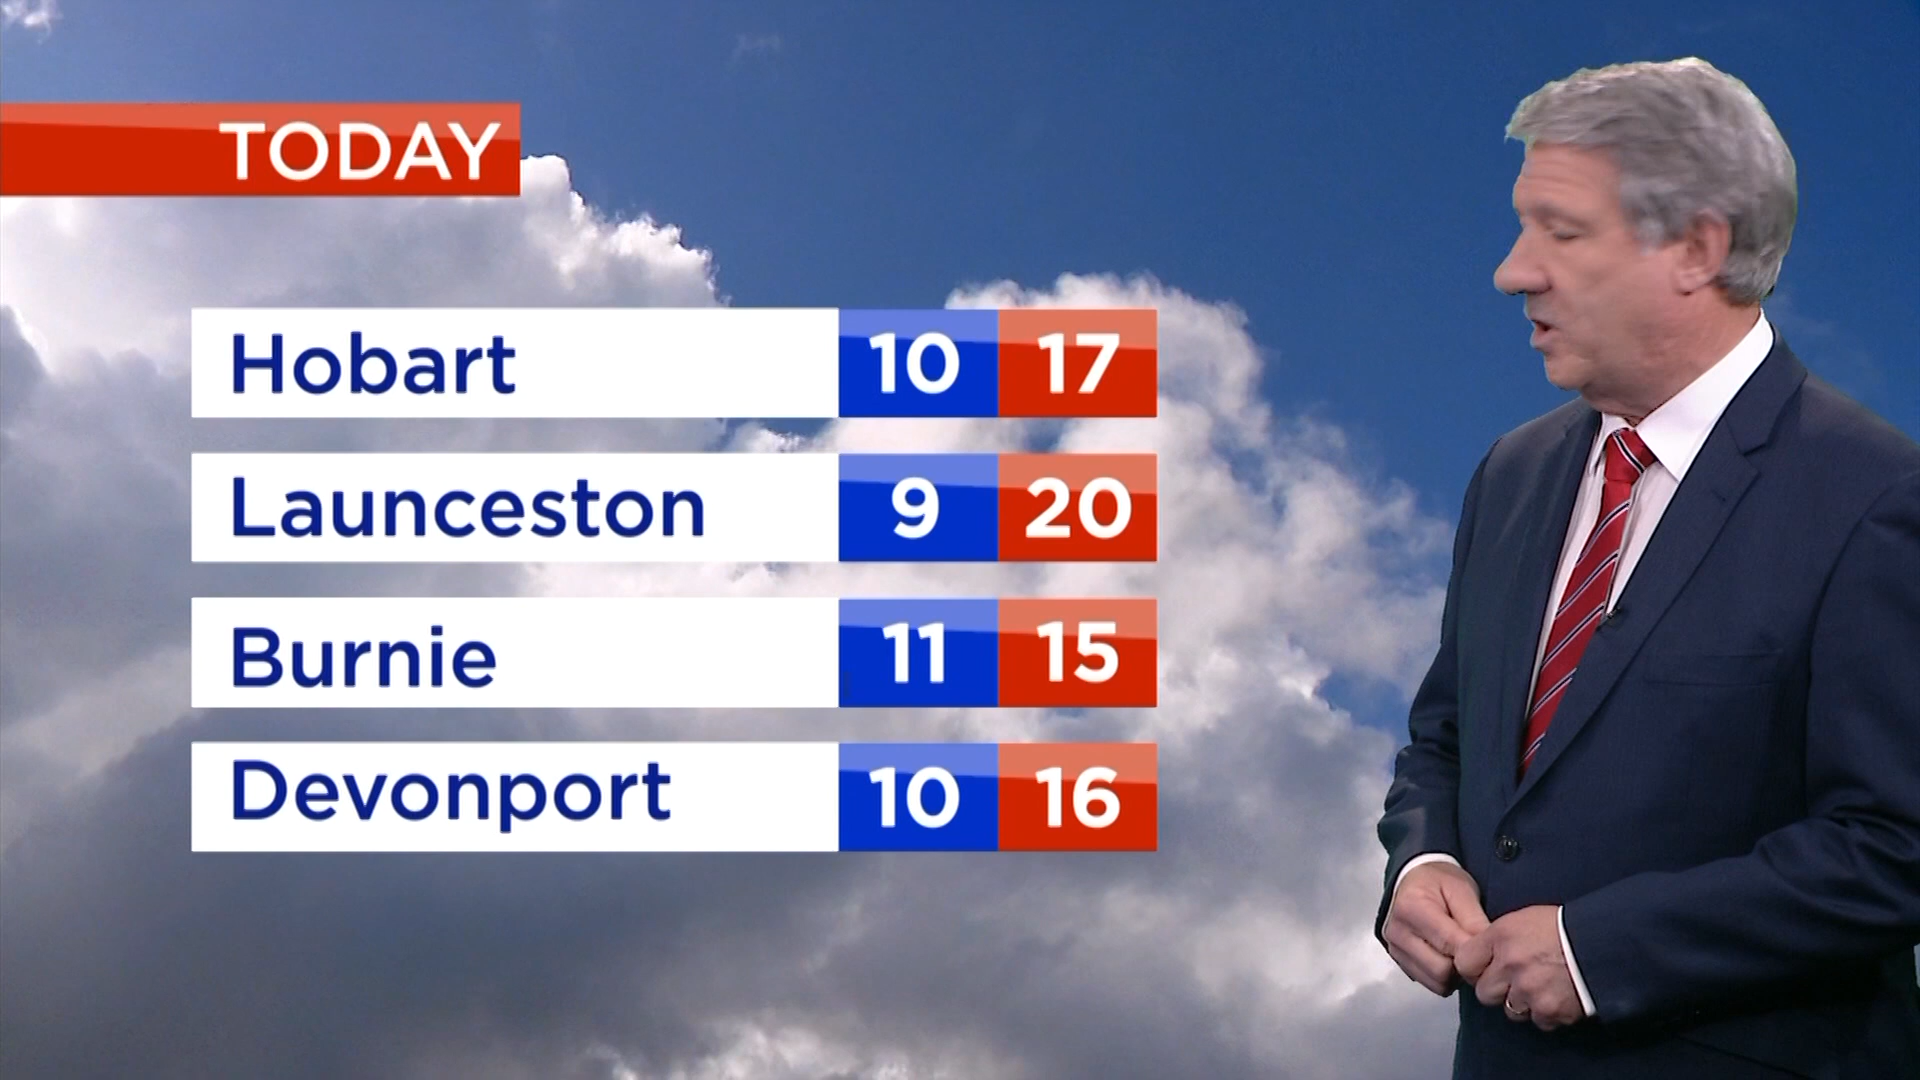 TODAY
Hobart 10 17
Launceston 9 20
Burnie 11 15
Devonport 10 16